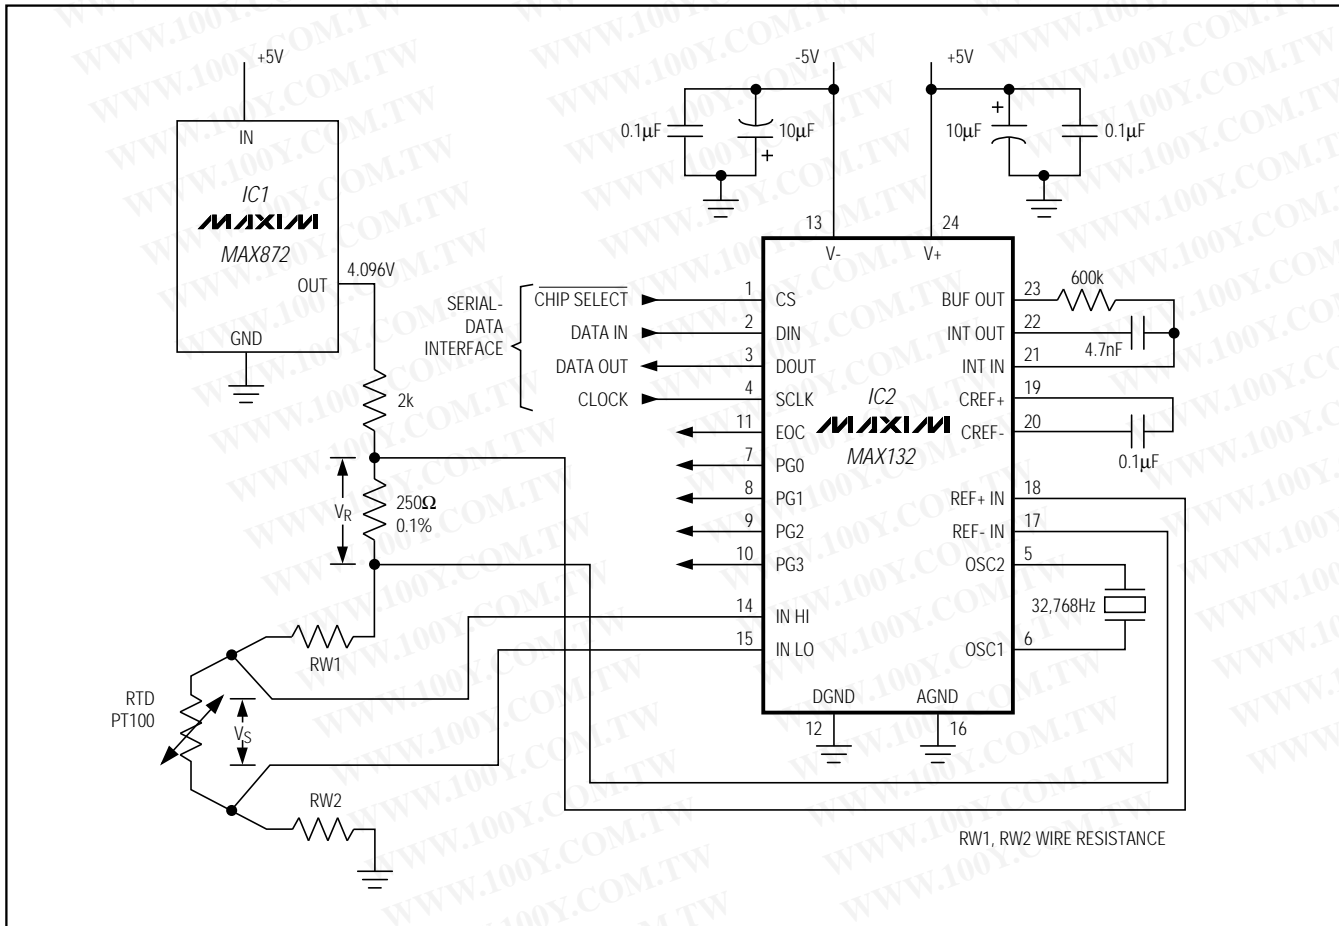 +5V
IN
IC1
MAXIM
MAX872
OUT
4.096V
GND
2k
VR
250Ω
0.1%
RW1
RTD
PT100
VS
RW2
-5V
+5V
0.1µF
10µF
+
+
10µF
0.1µF
13
24
V-
V+
SERIAL-
DATA
INTERFACE
CHIP SELECT
DATA IN
DATA OUT
CLOCK
1
CS
2
DIN
3
DOUT
4
SCLK
11
EOC
7
PG0
8
PG1
9
PG2
10
PG3
14
IN HI
15
IN LO
IC2
MAXIM
MAX132
BUF OUT
23
600k
INT OUT
22
4.7nF
INT IN
21
CREF+
19
CREF-
20
0.1µF
REF+ IN
18
REF- IN
17
OSC2
5
32,768Hz
OSC1
6
DGND
AGND
12
16
RW1, RW2 WIRE RESISTANCE
WWW.100Y.COM.TW